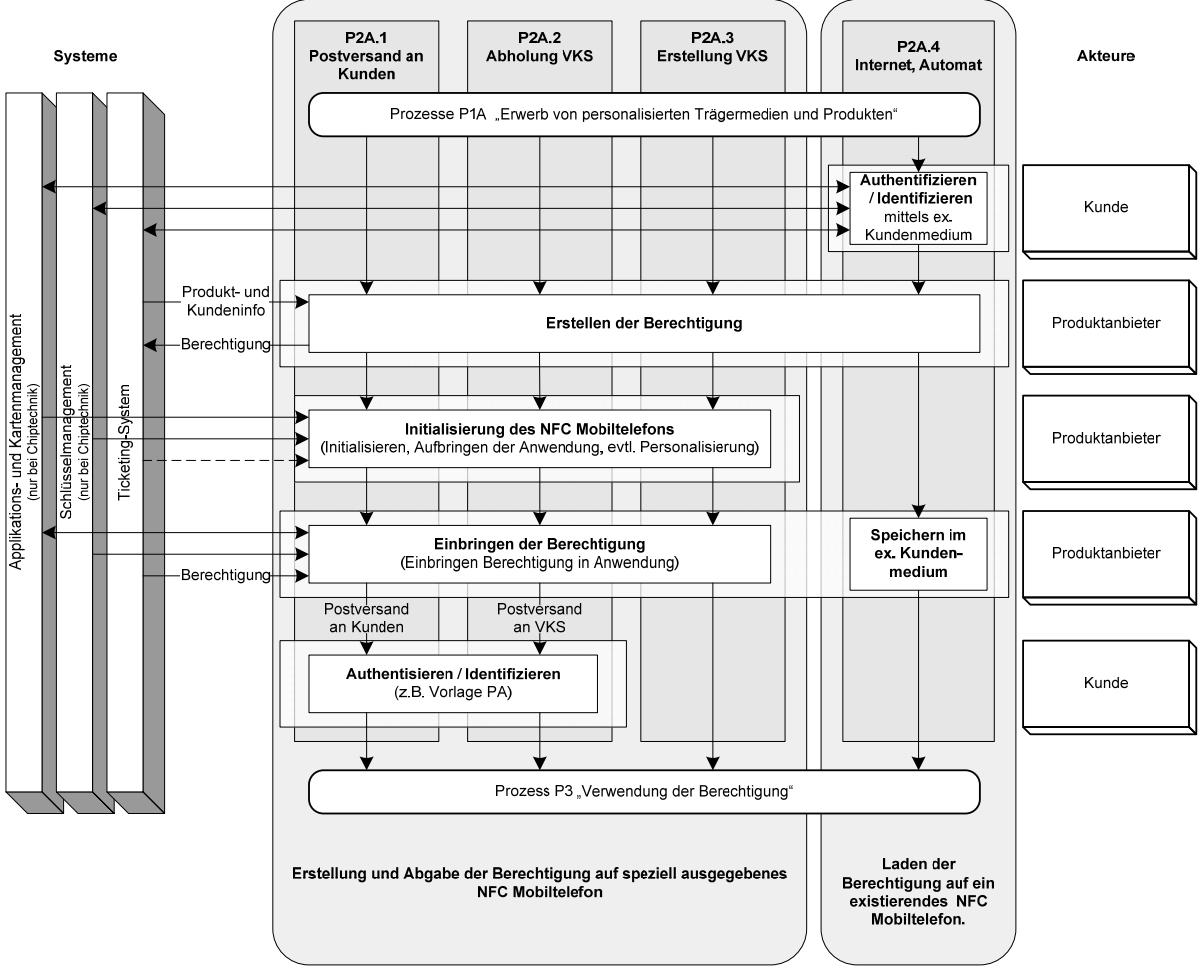 Systeme
P2A.1
Postversand an
Kunden
P2A.2
Abholung VKS
P2A.3
Erstellung VKS
P2A.4
Internet, Automat
Akteure
Prozesse P1A „Erwerb von personalisierten Trägermedien und Produkten“
Authentifizieren
/ Identifizieren
mittels ex.
Kundenmedium
Kunde
Produkt- und
Kundeninfo
Erstellen der Berechtigung
Berechtigung
Produktanbieter
Applikations- und Kartenmanagement
(nur bei Chiptechnik)
Schlüsselmanagement
(nur bei Chiptechnik)
Ticketing-System
Initialisierung des NFC Mobiltelefons
(Initialisieren, Aufbringen der Anwendung, evtl. Personalisierung)
Produktanbieter
Einbringen der Berechtigung
(Einbringen Berechtigung in Anwendung)
Berechtigung
Speichern im
ex. Kunden-
medium
Produktanbieter
Postversand
an Kunden
Postversand
an VKS
Authentisieren / Identifizieren
(z.B. Vorlage PA)
Kunde
Prozess P3 „Verwendung der Berechtigung“
Erstellung und Abgabe der Berechtigung auf speziell ausgegebenes
NFC Mobiltelefon
Laden der
Berechtigung auf ein
existierendes NFC
Mobiltelefon.